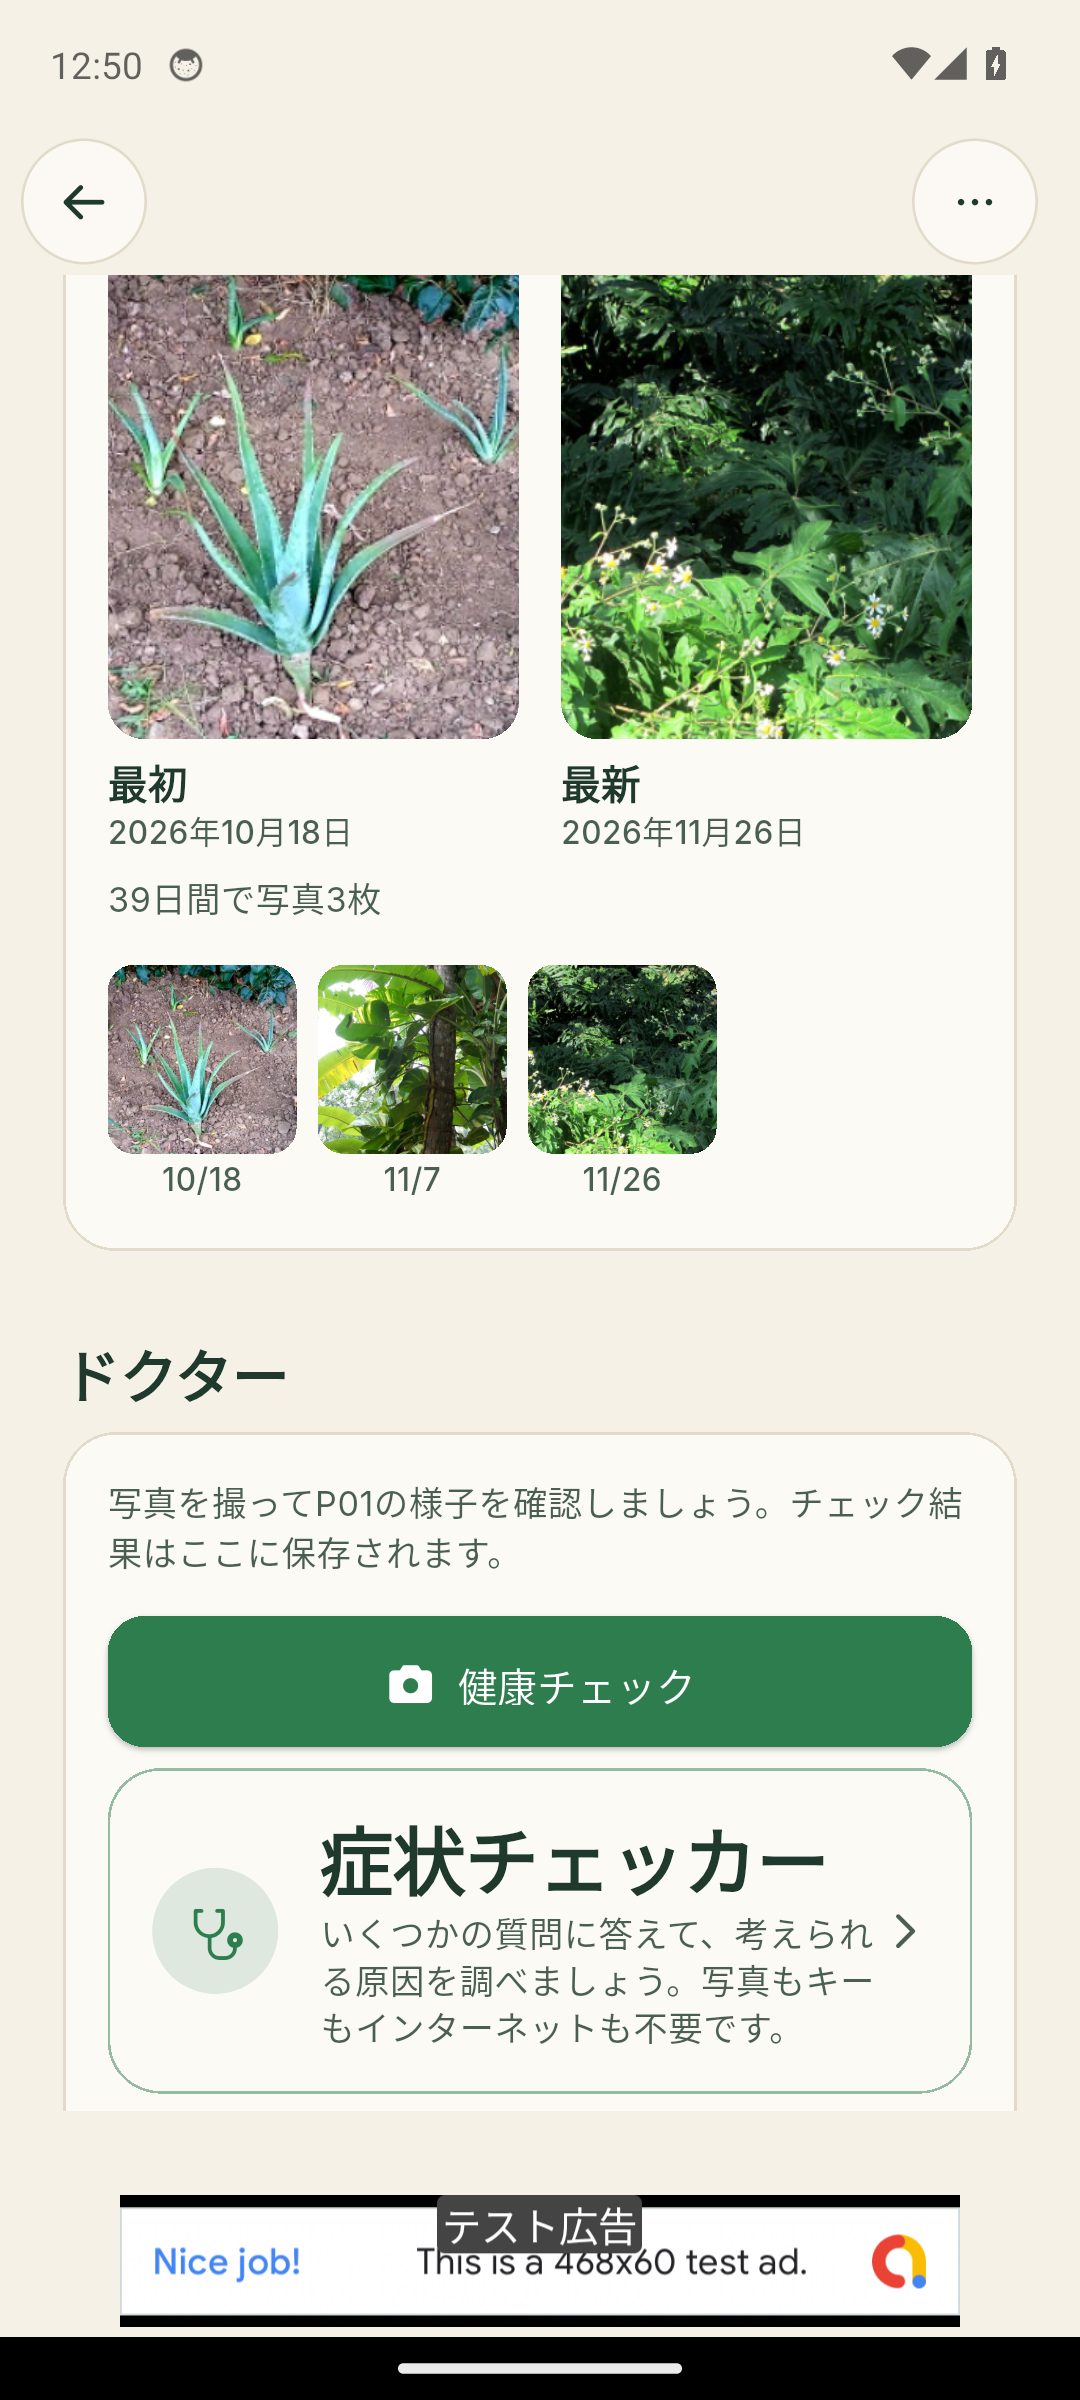 12:50
最初
最新
2026年10月18日
2026年11月26日
39日間で写真3枚
10/18
11/7
11/26
ドクター
写真を撮ってP01の様子を確認しましょう。チェック結
果はここに保存されます。
健康チェック
症状チェッカー
いくつかの質問に答えて、考えられ
る原因を調べましょう。写真もキー
もインターネットも不要です。
テスト広告
Nice job!
This is a 468x60 test ad.